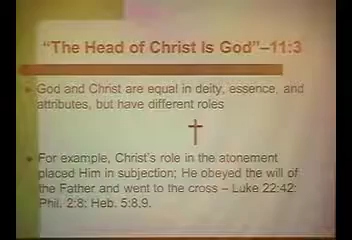 “The Head of Christ Is God”–11:3
God and Christ are equal in deity, essence, and
attributes, but have different roles
For example, Christ’s role in the atonement
placed Him in subjection; He obeyed the will of
the Father and went to the cross – Luke 22:42;
Phil. 2:8; Heb. 5:8,9.